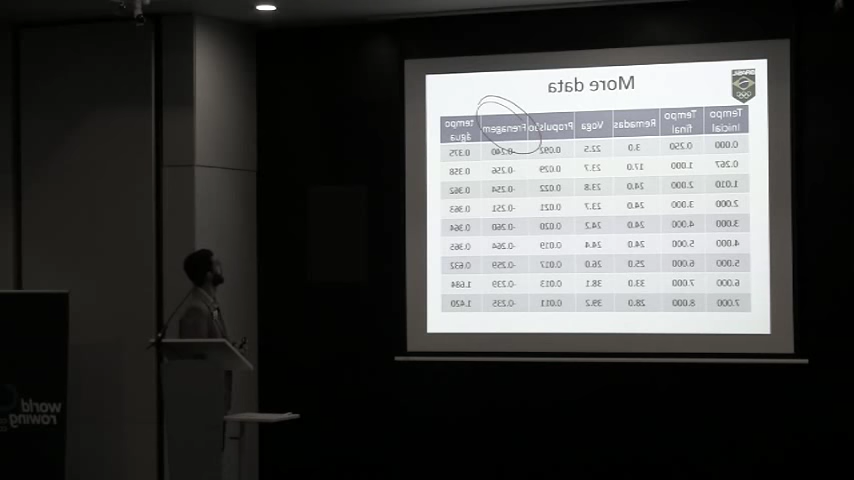 More data
BRASIL
Tempo Inicial Tempo final Remadas Voga Propulsão Frenagem tempo água
0.000 0.250 3.0 22.5 0.092 -0.240 0.375
0.267 1.000 17.0 23.7 0.029 -0.256 0.358
1.010 2.000 24.0 23.8 0.022 -0.254 0.362
2.000 3.000 24.0 23.7 0.021 -0.251 0.363
3.000 4.000 24.0 24.2 0.020 -0.260 0.364
4.000 5.000 24.0 24.4 0.019 -0.264 0.365
5.000 6.000 25.0 26.0 0.017 -0.259 0.632
6.000 7.000 33.0 38.1 0.013 -0.239 1.684
7.000 8.000 28.0 39.2 0.011 -0.235 1.420
world
rowing